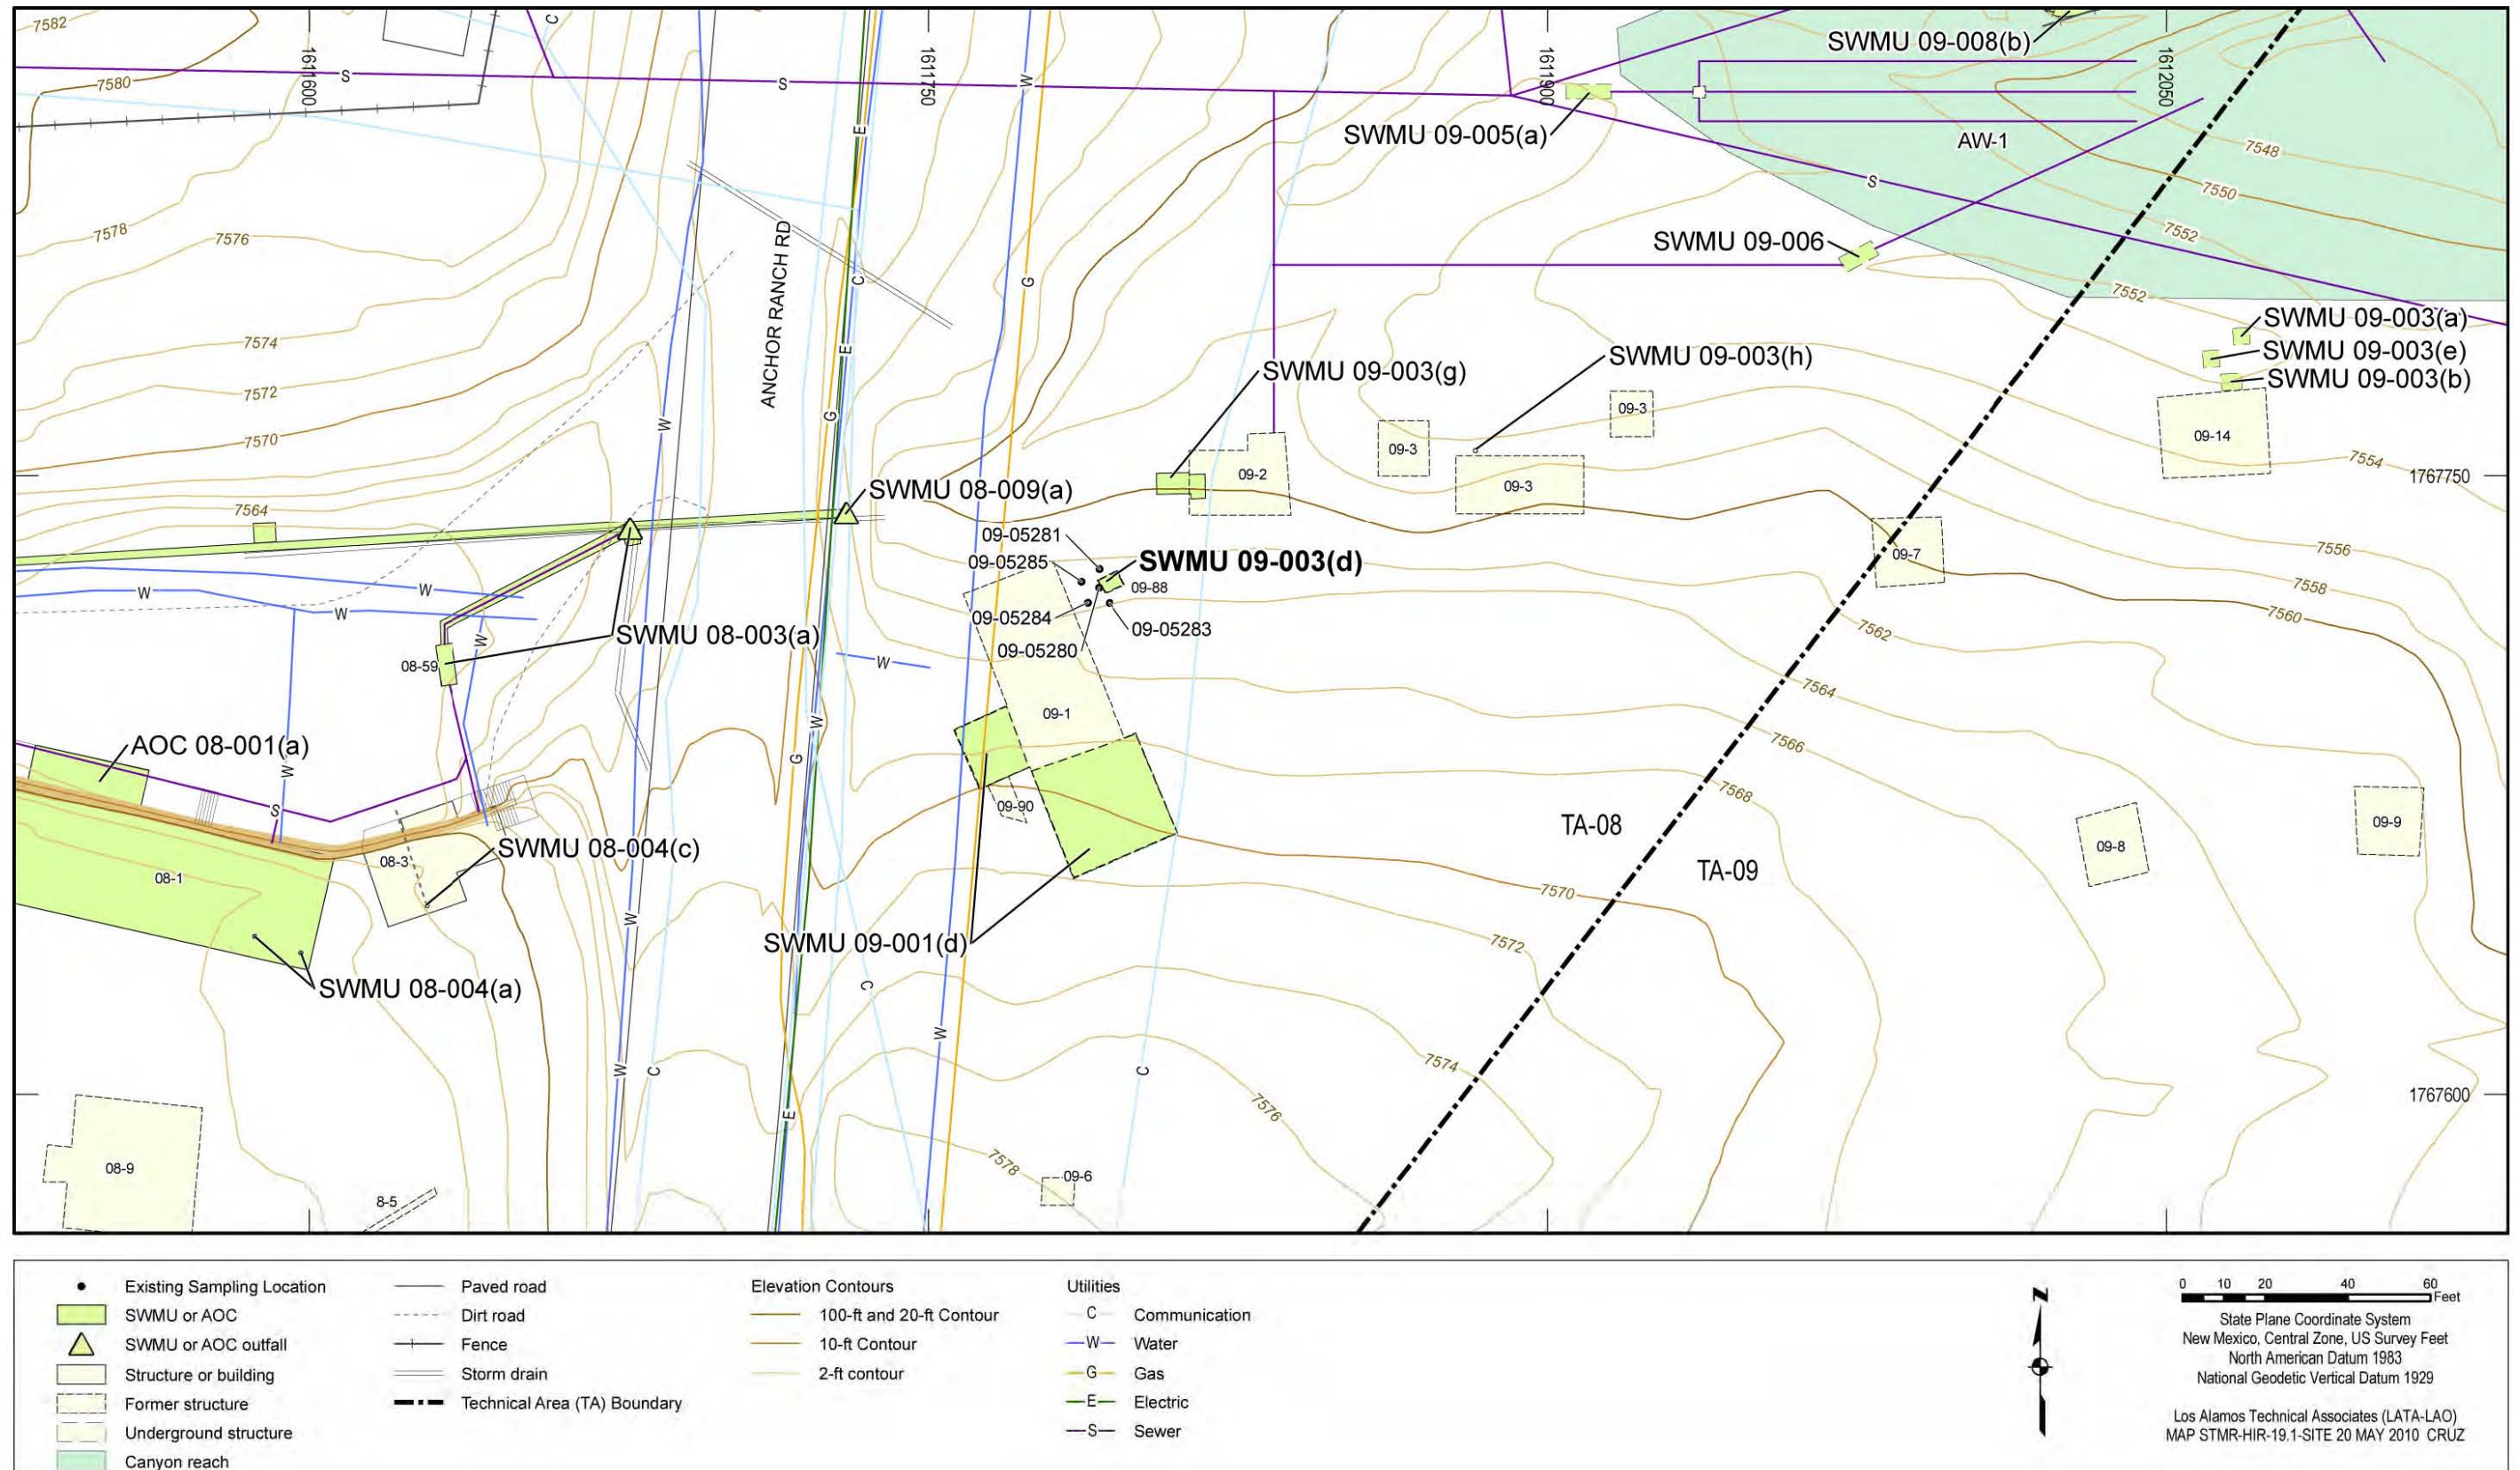 7582
C
1611600
1611750
W
1611900
SWMU 09-008(b)
1612050
7580
S
S
E
SWMU 09-005(a)
AW-1
7548
S
7550
7578
7576
ANCHOR RANCH RD
C
G
SWMU 09-006
7552
7552
7574
E
SWMU 09-003(h)
SWMU 09-003(a)
SWMU 09-003(e)
SWMU 09-003(g)
SWMU 09-003(b)
7572
G
09-3
W
09-3
09-14
7570
09-2
7554
1767750
SWMU 08-009(a)
09-3
7564
09-05281
7556
09-05285
SWMU 09-003(d)
09-7
09-88
7558
W
W
W
09-05284
09-05283
7560
7562
W
SWMU 08-003(a)
09-05280
W
08-59
7564
09-1
W
AOC 08-001(a)
7566
G
W
7568
09-90
S
TA-08
09-9
SWMU 08-004(c)
09-8
08-3
TA-09
08-1
7570
W
SWMU 09-001(d)
7572
SWMU 08-004(a)
C
W
7574
W
C
C
1767600
7576
E
08-9
7578
09-6
8-5
Existing Sampling Location
SWMU or AOC
SWMU or AOC outfall
Structure or building
Former structure
Underground structure
Canyon reach
Paved road
Dirt road
Fence
Storm drain
Technical Area (TA) Boundary
Elevation Contours
100-ft and 20-ft Contour
10-ft Contour
2-ft contour
Utilities
C Communication
W Water
G Gas
E Electric
S Sewer
N
0 10 20 40 60
Feet
State Plane Coordinate System
New Mexico, Central Zone, US Survey Feet
North American Datum 1983
National Geodetic Vertical Datum 1929
Los Alamos Technical Associates (LATA-LAO)
MAP STMR-HIR-19.1-SITE 20 MAY 2010 CRUZ